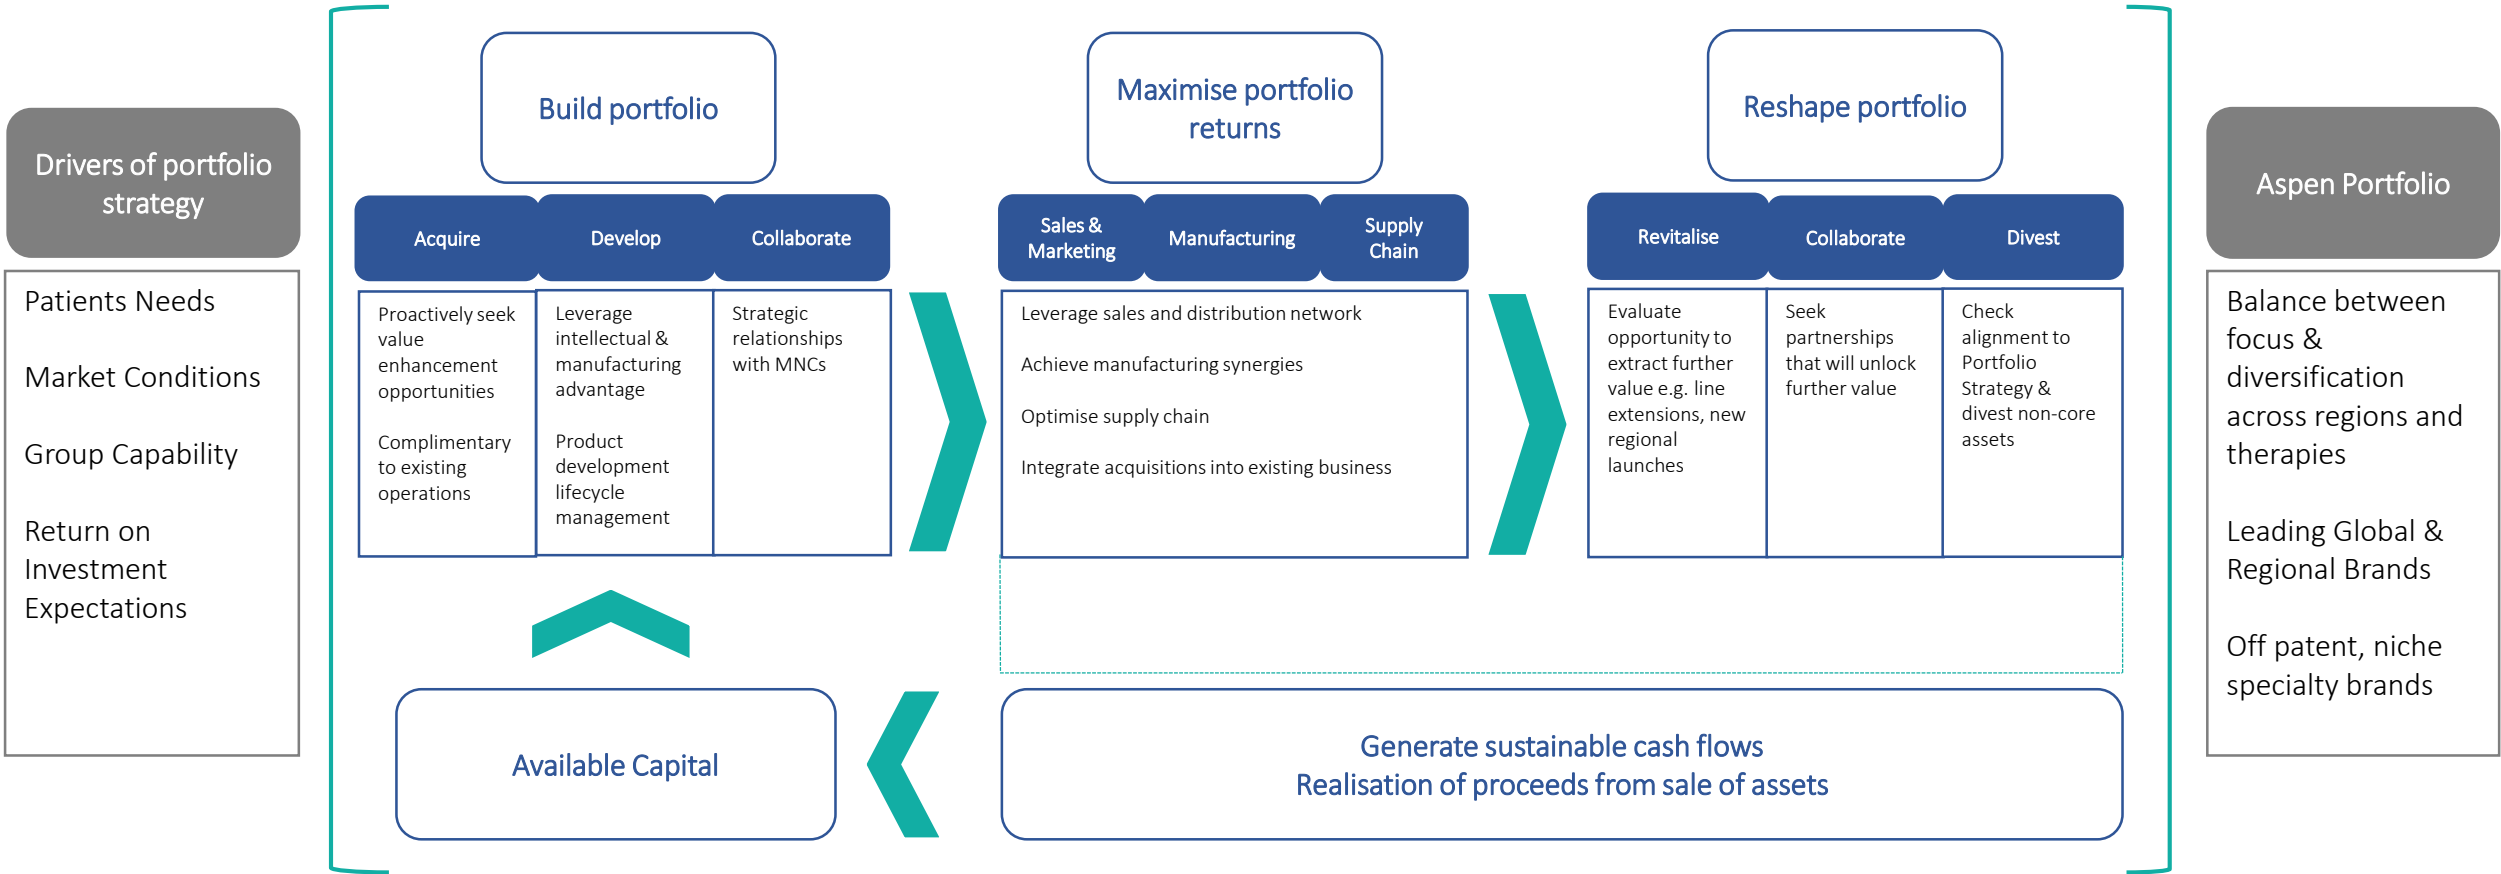 Drivers of portfolio
strategy
Patients Needs
Market Conditions
Group Capability
Return on
Investment
Expectations
Build portfolio
Acquire
Develop
Collaborate
Proactively seek
value
enhancement
opportunities
Complimentary
to existing
operations
Leverage
intellectual &
manufacturing
advantage
Product
development
lifecycle
management
Strategic
relationships
with MNCs
Maximise portfolio
returns
Sales &
Marketing
Manufacturing
Supply
Chain
Leverage sales and distribution network
Achieve manufacturing synergies
Optimise supply chain
Integrate acquisitions into existing business
Reshape portfolio
Revitalise
Collaborate
Divest
Evaluate
opportunity to
extract further
value e.g. line
extensions, new
regional
launches
Seek
partnerships
that will unlock
further value
Check
alignment to
Portfolio
Strategy &
divest non-core
assets
Available Capital
Generate sustainable cash flows
Realisation of proceeds from sale of assets
Aspen Portfolio
Balance between
focus &
diversification
across regions and
therapies
Leading Global &
Regional Brands
Off patent, niche
specialty brands